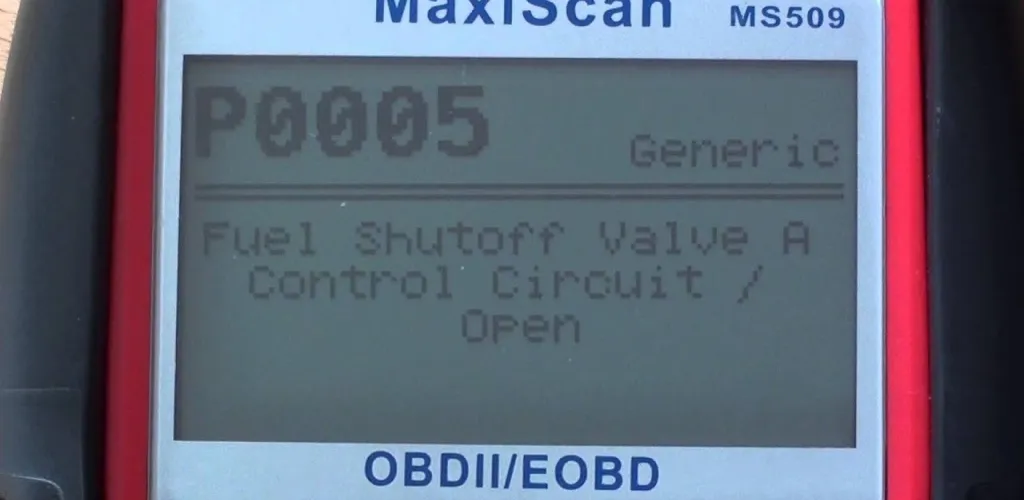 MaxiScan MS509
P0005 Generic
Fuel Shutoff Valve A
Control Circuit /
Open
OBDII/EOBD